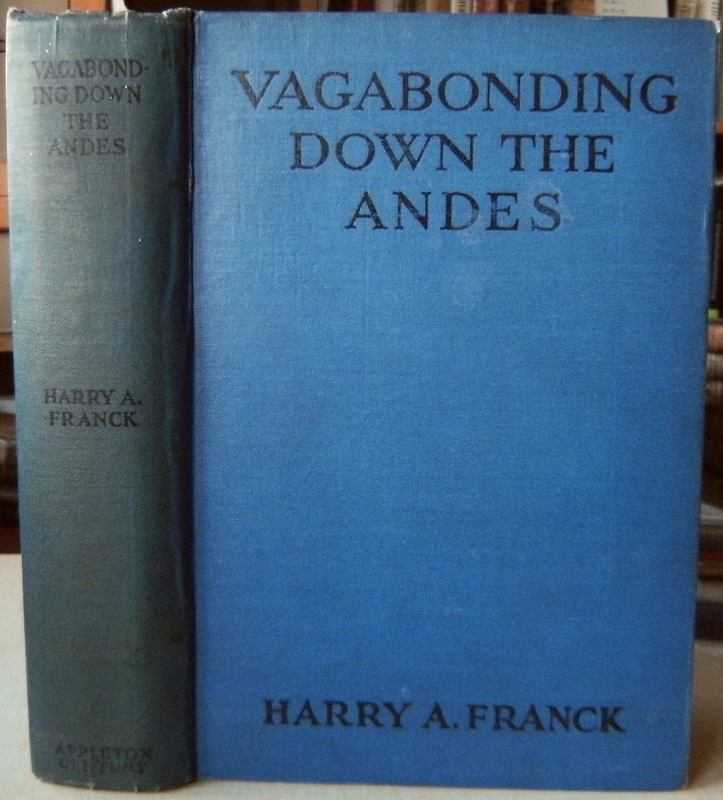 VAGABOND-
ING DOWN
THE
ANDES
HARRY A.
FRANCK
APPLETON
CENTURY
VAGABONDING
DOWN THE
ANDES
HARRY A. FRANCK